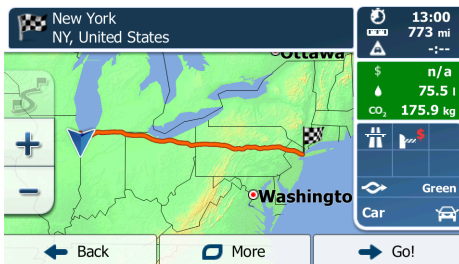 New York
NY, United States
13:00
773 mi
-:--
$ n/a
75.5 l
CO₂ 175.9 kg
Ottawa
$
Washingto
Green
Car
Back
More
Go!